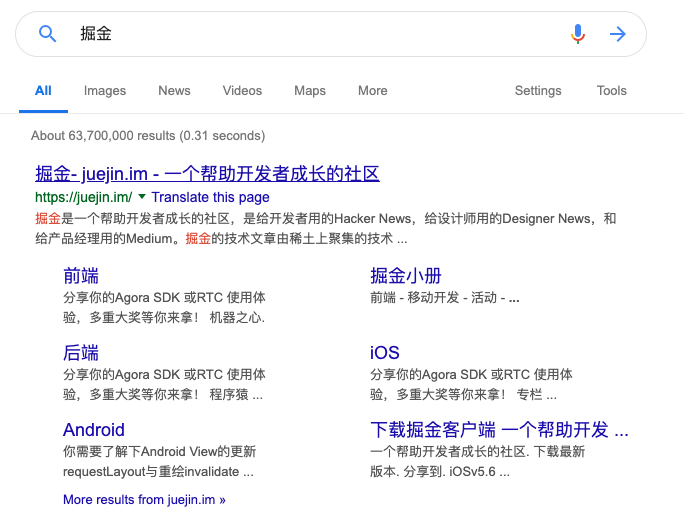 掘金
All Images News Videos Maps More Settings Tools
About 63,700,000 results (0.31 seconds)
掘金- juejin.im - 一个帮助开发者成长的社区
https://juejin.im/ Translate this page
掘金是一个帮助开发者成长的社区，是给开发者用的Hacker News，给设计师用的Designer News，和
给产品经理用的Medium。掘金的技术文章由稀土上聚集的技术 ...
前端
分享你的Agora SDK 或RTC 使用体
验，多重大奖等你来拿！ 机器之心.
掘金小册
前端 - 移动开发 - 活动 - ...
后端
分享你的Agora SDK 或RTC 使用体
验，多重大奖等你来拿！ 程序猿 ...
iOS
分享你的Agora SDK 或RTC 使用体
验，多重大奖等你来拿！ 专栏 ...
Android
你需要了解下Android View的更新
requestLayout与重绘invalidate ...
下载掘金客户端 一个帮助开发 ...
一个帮助开发者成长的社区. 下载最新
版本. 分享到. iOSv5.6 ...
More results from juejin.im »